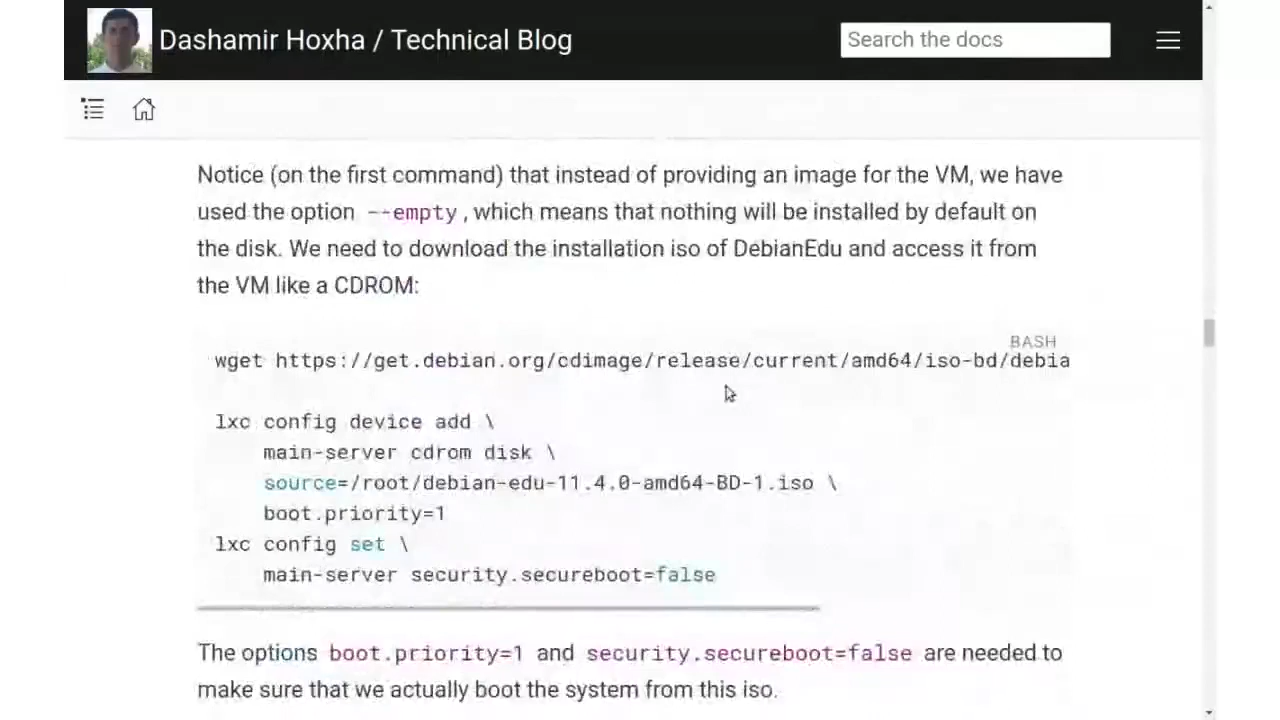 Dashamir Hoxha / Technical Blog
Search the docs
Notice (on the first command) that instead of providing an image for the VM, we have
used the option --empty, which means that nothing will be installed by default on
the disk. We need to download the installation iso of DebianEdu and access it from
the VM like a CDROM:
BASH
wget https://get.debian.org/cdimage/release/current/amd64/iso-bd/debia
lxc config device add \
main-server cdrom disk \
source=/root/debian-edu-11.4.0-amd64-BD-1.iso \
boot.priority=1
lxc config set \
main-server security.secureboot=false
The options boot.priority=1 and security.secureboot=false are needed to
make sure that we actually boot the system from this iso.